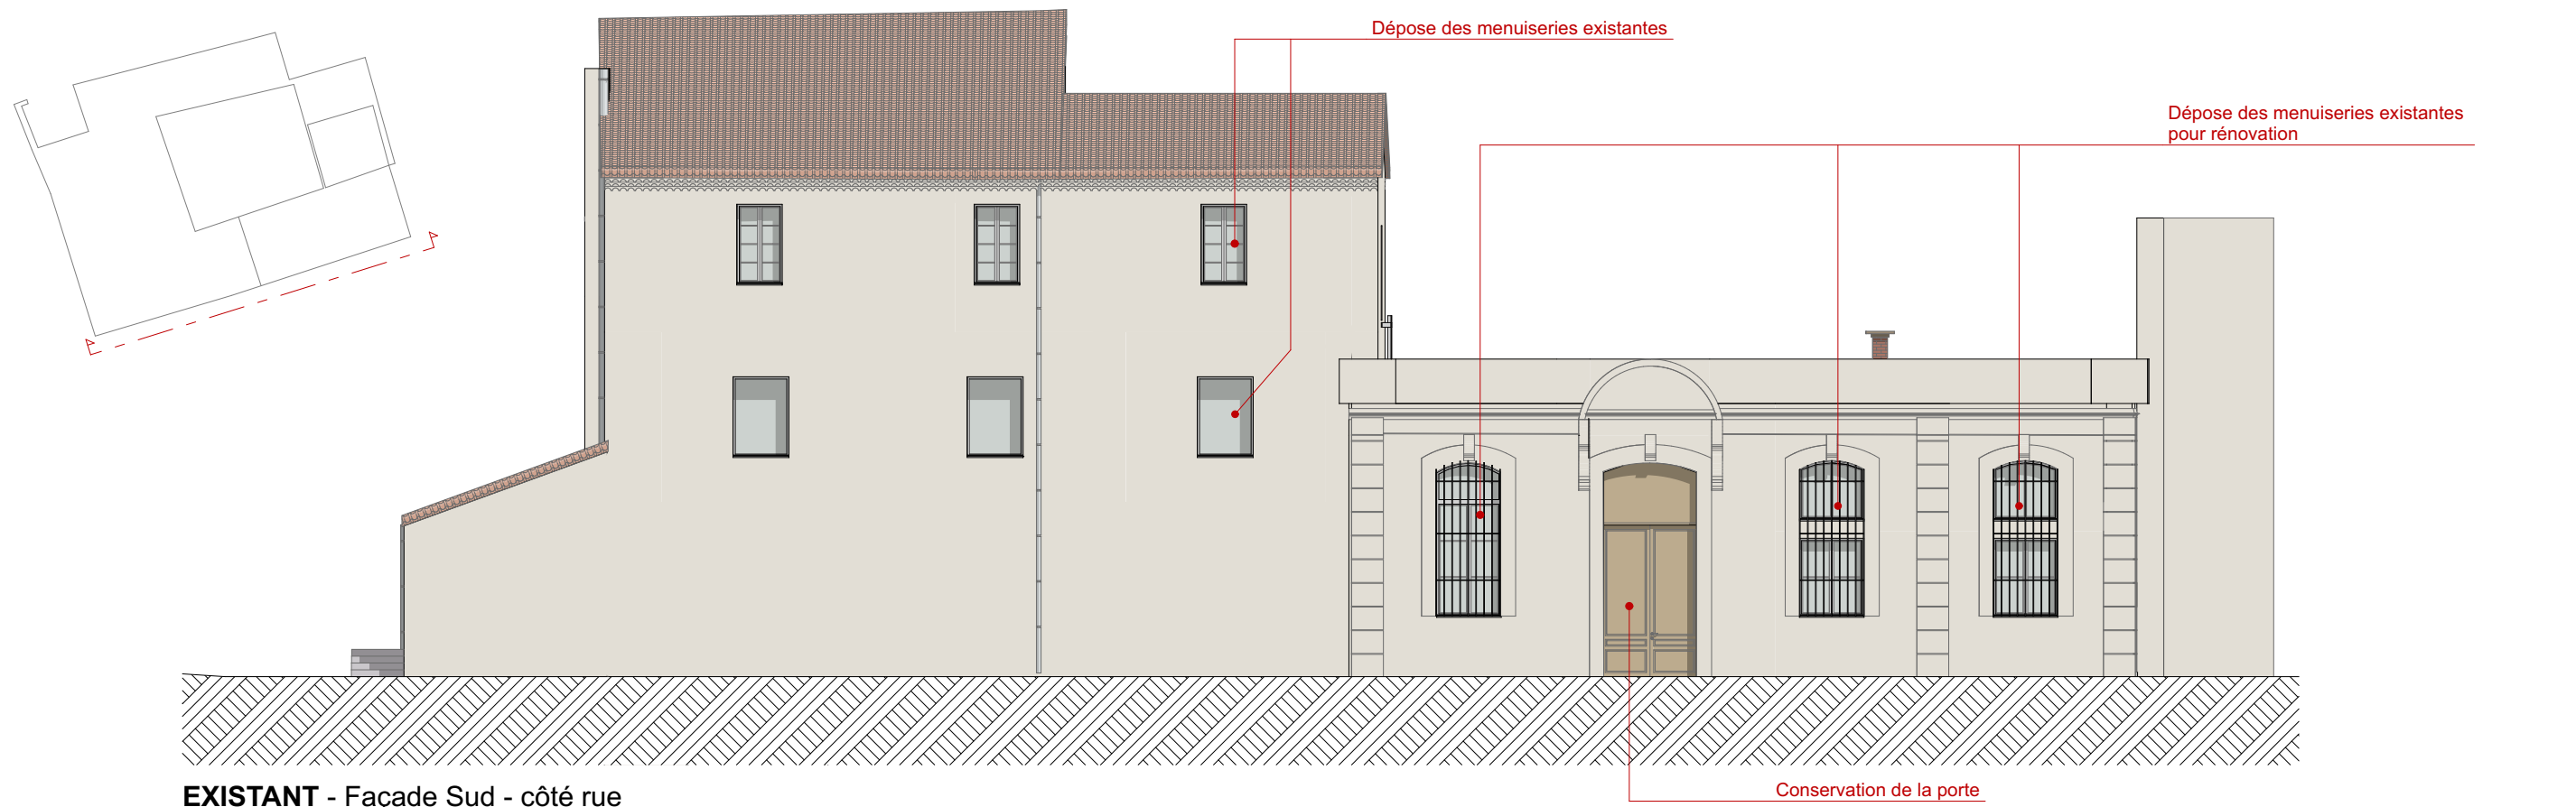 Dépose des menuiseries existantes
Dépose des menuiseries existantes
pour rénovation
Conservation de la porte
EXISTANT - Facade Sud - côté rue